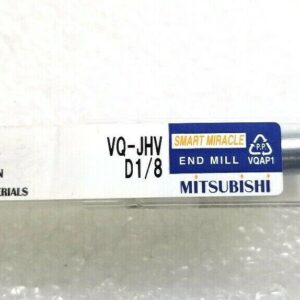 VQ-JHV
D1/8
SMART MIRACLE
END MILL
P.P.
VQAP1
MITSUBISHI
N
ERIALS